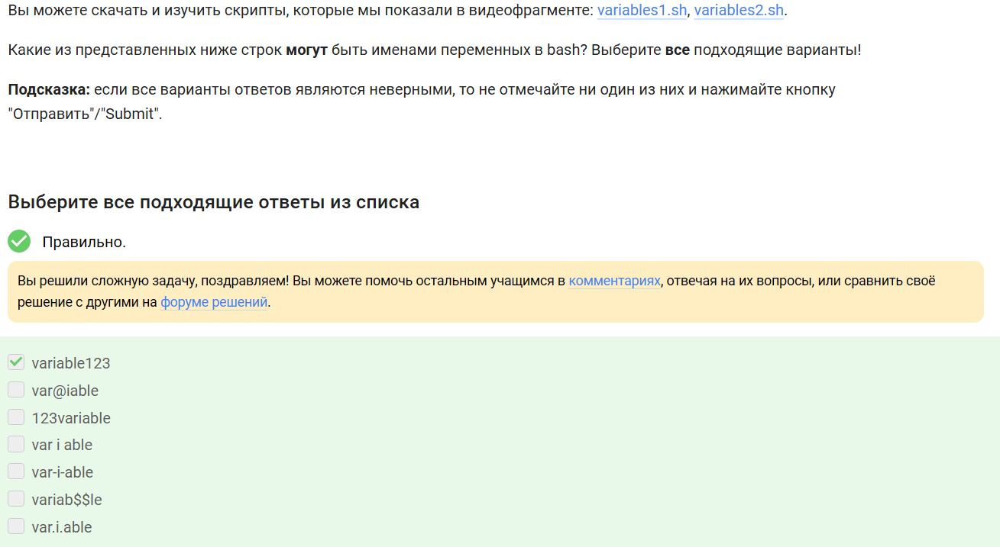 Вы можете скачать и изучить скрипты, которые мы показали в видеофрагменте: variables1.sh, variables2.sh.
Какие из представленных ниже строк могут быть именами переменных в bash? Выберите все подходящие варианты!
Подсказка: если все варианты ответов являются неверными, то не отмечайте ни один из них и нажимайте кнопку
"Отправить"/"Submit".
Выберите все подходящие ответы из списка
Правильно.
Вы решили сложную задачу, поздравляем! Вы можете помочь остальным учащимся в комментариях, отвечая на их вопросы, или сравнить своё
решение с другими на форуме решений.
variable123
var@iable
123variable
var i able
var-i-able
variab$$le
var.i.able